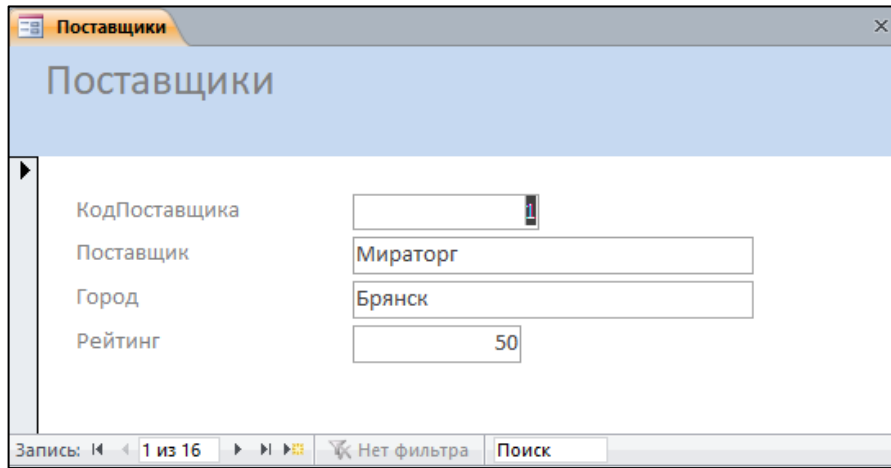 Поставщики
Поставщики
КодПоставщика 1
Поставщик Мираторг
Город Брянск
Рейтинг 50
Запись: 1 из 16 Нет фильтра Поиск